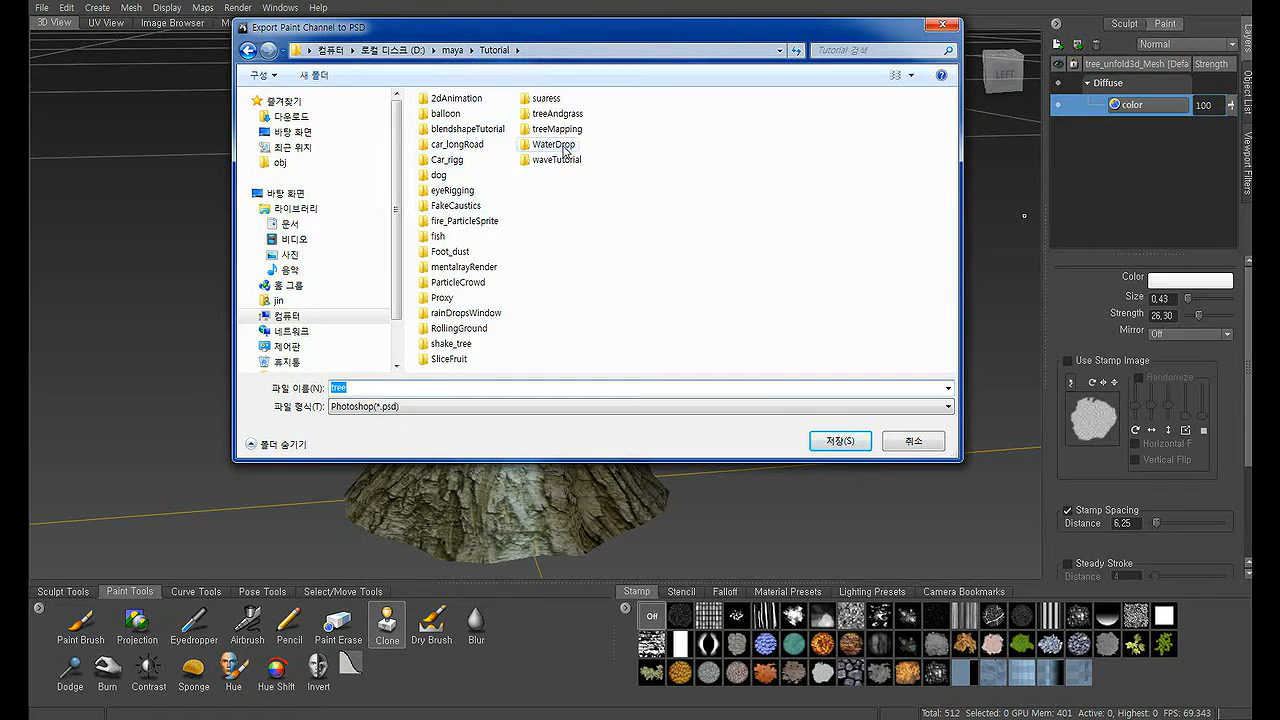 File Edit Create Mesh Display Maps Render Windows
3D View UV View Image Browser
Export Paint Channel to PSD
컴퓨터 로컬 디스크 (D:) maya Tutorial
Tutorial 검색
구성 새 폴더
즐겨찾기
다운로드
바탕 화면
최근 위치
obj
바탕 화면
라이브러리
문서
비디오
사진
음악
홈 그룹
jin
컴퓨터
네트워크
제어판
휴지통
2dAnimation
balloon
blendshapeTutorial
car_longRoad
Car_rigg
dog
eyeRigging
FakeCaustics
fire_ParticleSprite
fish
Foot_dust
mentalrayRender
ParticleCrowd
Proxy
rainDropsWindow
RollingGround
shake_tree
SliceFruit
suaress
treeAndgrass
treeMapping
WaterDrop
waveTutorial
파일 이름(N): tree
파일 형식(T): Photoshop(*.psd)
폴더 숨기기
저장(S) 취소
LEFT
Sculpt Paint
Normal
tree_unfold3d_Mesh [Defa Strength
Diffuse
color 100
Layers
Object List
Viewport Filters
Color
Size 0,43
Strength 26,30
Mirror Off
Use Stamp Image
Randomize
Horizontal F
Vertical Flip
Stamp Spacing
Distance 6,25
Steady Stroke
Distance 4
Sculpt Tools Paint Tools Curve Tools Pose Tools Select/Move Tools
Paint Brush Projection Eyedropper Airbrush Pencil Paint Erase Clone Dry Brush Blur
Dodge Burn Contrast Sponge Hue Hue Shift Invert
Stamp Stencil Falloff Material Presets Lighting Presets Camera Bookmarks
Off
Total: 512 Selected: 0 GPU Mem: 401 Active: 0, Highest: 0 FPS: 69.343